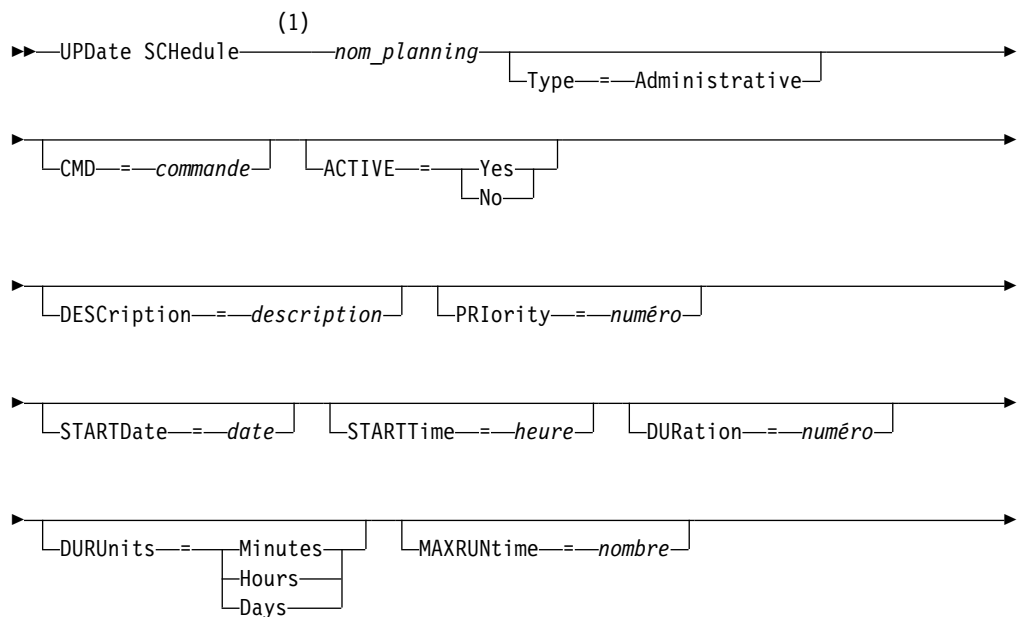 (1)
UPDate SCHedule nom_planning
Type = Administrative
CMD = commande ACTIVE = Yes
No
DESCription = description PRIority = numéro
STARTDate = date STARTTime = heure DURation = numéro
DURUnits = Minutes MAXRUNtime = nombre
Hours
Days